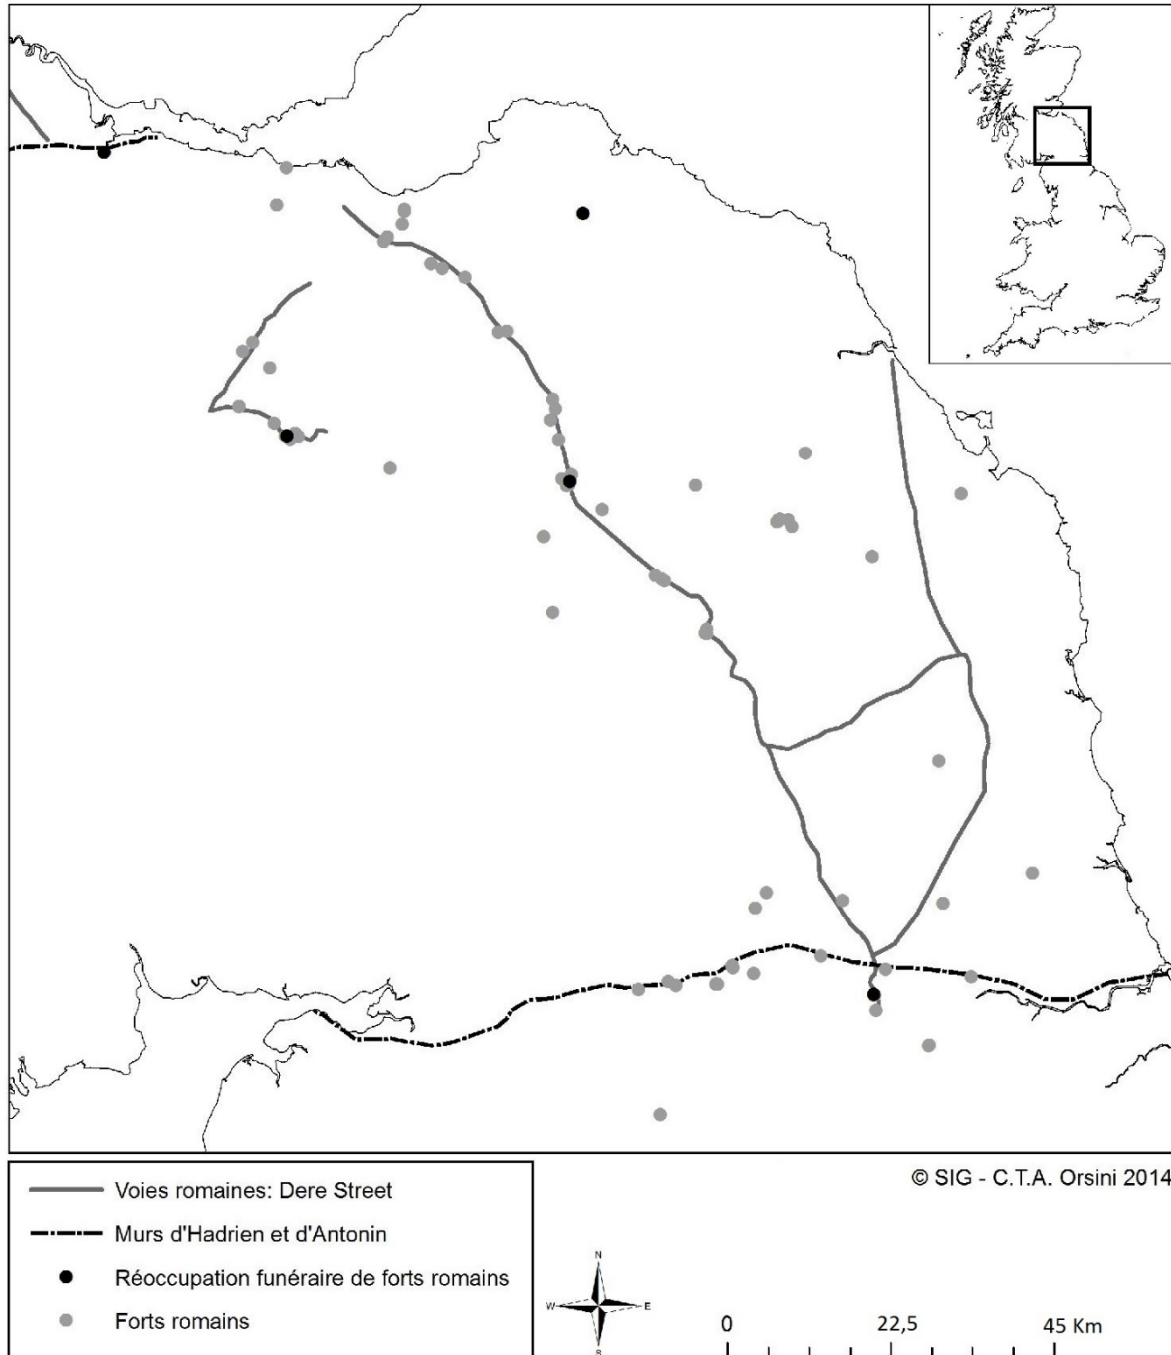 Voies romaines: Dere Street
Murs d'Hadrien et d'Antonin
Réoccupation funéraire de forts romains
Forts romains
© SIG - C.T.A. Orsini 2014
N
W E
S
0 22,5 45 Km